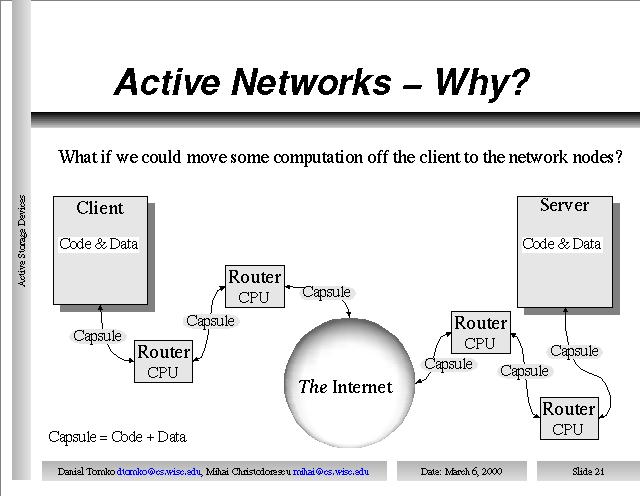 Active Networks – Why?
What if we could move some computation off the client to the network nodes?
Active Storage Devices
Client
Code & Data
Server
Code & Data
Router
CPU
Capsule
Capsule
Capsule
Router
CPU
The Internet
Router
CPU
Capsule
Capsule
Capsule
Router
CPU
Capsule = Code + Data
Daniel Tomko dtomko@cs.wisc.edu, Mihai Christodorescu mihai@cs.wisc.edu
Date: March 6, 2000
Slide 21